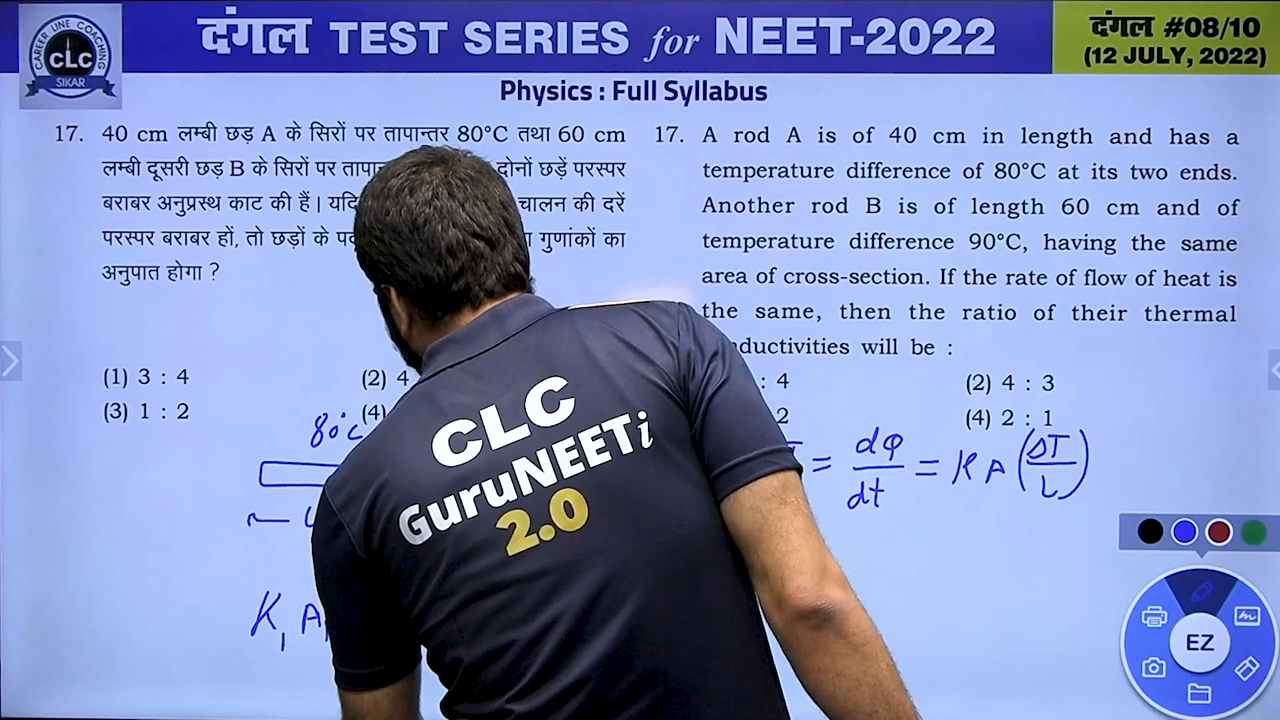 CAREER LINE COACHING
CLC
SIKAR
दंगल TEST SERIES for NEET-2022
दंगल #08/10
(12 JULY, 2022)
Physics : Full Syllabus
17. 40 cm लम्बी छड़ A के सिरों पर तापान्तर 80°C तथा 60 cm
लम्बी दूसरी छड़ B के सिरों पर दोनों छड़ें परस्पर
बराबर अनुप्रस्थ काट की हैं। यदि चालन की दरें
परस्पर बराबर हों, तो छड़ों के गुणांकों का
अनुपात होगा ?
(1) 3 : 4
(2) 4
(3) 1 : 2
(4)
17. A rod A is of 40 cm in length and has a
temperature difference of 80°C at its two ends.
Another rod B is of length 60 cm and of
temperature difference 90°C, having the same
area of cross-section. If the rate of flow of heat is
the same, then the ratio of their thermal
nductivities will be :
: 4
(2) 4 : 3
2
(4) 2 : 1
80°C
= dφ/dt = K A (ΔT/L)
K₁ A₁
CLC
GuruNEETi
2.0
EZ